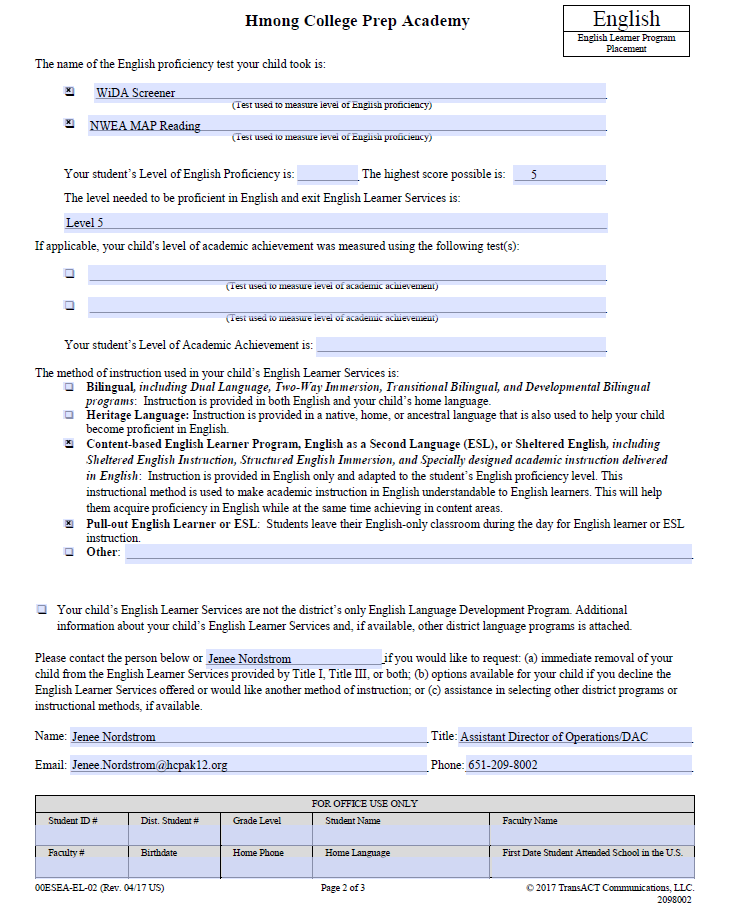 Hmong College Prep Academy
English
English Learner Program
Placement
The name of the English proficiency test your child took is:
WiDA Screener
(Test used to measure level of English proficiency)
NWEA MAP Reading
(Test used to measure level of English proficiency)
Your student's Level of English Proficiency is: The highest score possible is: 5
The level needed to be proficient in English and exit English Learner Services is:
Level 5
If applicable, your child's level of academic achievement was measured using the following test(s):
(Test used to measure level of academic achievement)
(Test used to measure level of academic achievement)
Your student's Level of Academic Achievement is:
The method of instruction used in your child's English Learner Services is:
Bilingual, including Dual Language, Two-Way Immersion, Transitional Bilingual, and Developmental Bilingual
programs: Instruction is provided in both English and your child's home language.
Heritage Language: Instruction is provided in a native, home, or ancestral language that is also used to help your child
become proficient in English.
Content-based English Learner Program, English as a Second Language (ESL), or Sheltered English, including
Sheltered English Instruction, Structured English Immersion, and Specially designed academic instruction delivered
in English: Instruction is provided in English only and adapted to the student's English proficiency level. This
instructional method is used to make academic instruction in English understandable to English learners. This will help
them acquire proficiency in English while at the same time achieving in content areas.
Pull-out English Learner or ESL: Students leave their English-only classroom during the day for English learner or ESL
instruction.
Other:
Your child's English Learner Services are not the district's only English Language Development Program. Additional
information about your child's English Learner Services and, if available, other district language programs is attached.
Please contact the person below or Jenee Nordstrom if you would like to request: (a) immediate removal of your
child from the English Learner Services provided by Title I, Title III, or both; (b) options available for your child if you decline the
English Learner Services offered or would like another method of instruction; or (c) assistance in selecting other district programs or
instructional methods, if available.
Name: Jenee Nordstrom Title: Assistant Director of Operations/DAC
Email: Jenee.Nordstrom@hcpak12.org Phone: 651-209-8002
FOR OFFICE USE ONLY
Student ID # Dist. Student # Grade Level Student Name Faculty Name
Faculty # Birthdate Home Phone Home Language First Date Student Attended School in the U.S.
00ESEA-EL-02 (Rev. 04/17 US) Page 2 of 3 © 2017 TransACT Communications, LLC.
2098002